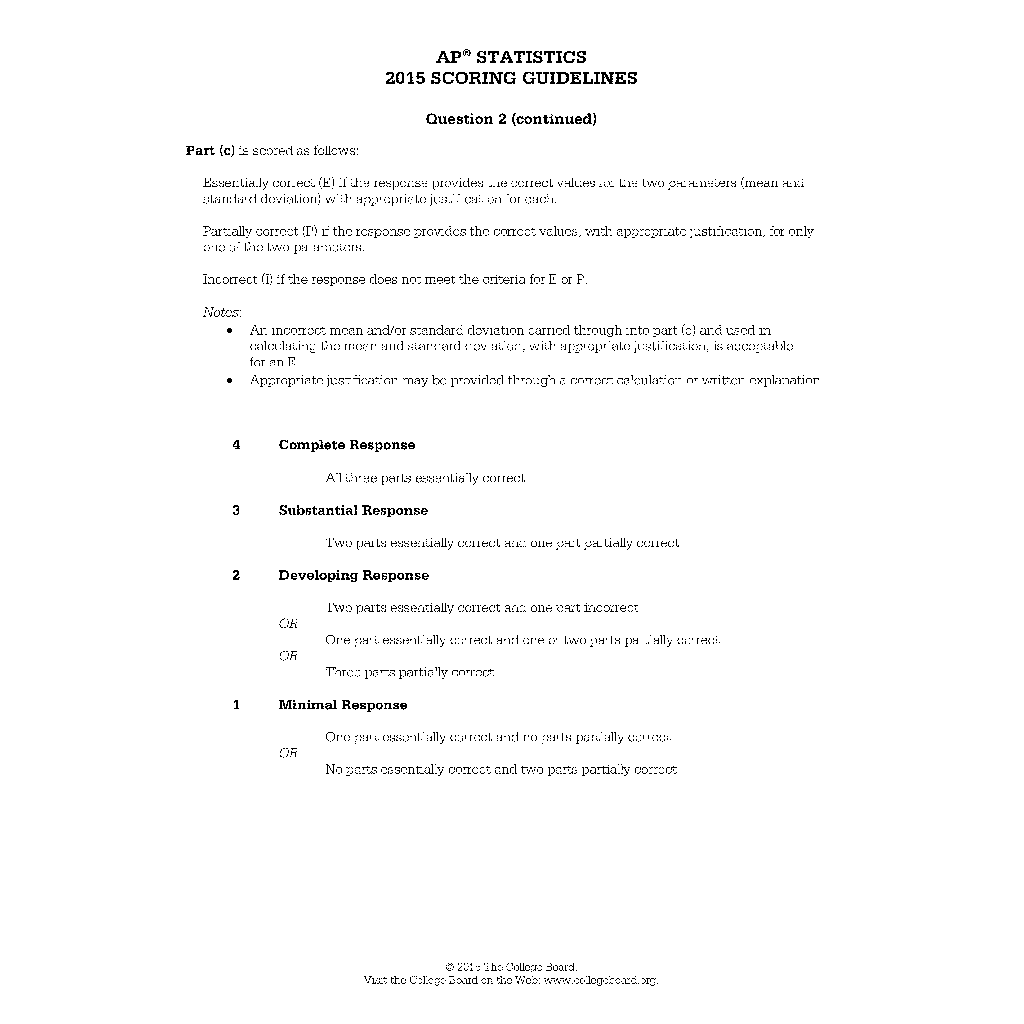 AP® STATISTICS
2015 SCORING GUIDELINES
Question 2 (continued)
Part (c) is scored as follows:
Essentially correct (E) if the response provides the correct values for the two parameters (mean and
standard deviation) with appropriate justification for each.
Partially correct (P) if the response provides the correct values, with appropriate justification, for only
one of the two parameters.
Incorrect (I) if the response does not meet the criteria for E or P.
Notes:
• An incorrect mean and/or standard deviation carried through into part (c) and used in
calculating the mean and standard deviation, with appropriate justification, is acceptable
for an E.
• Appropriate justification may be provided through a correct calculation or written explanation.
4 Complete Response
All three parts essentially correct
3 Substantial Response
Two parts essentially correct and one part partially correct
2 Developing Response
Two parts essentially correct and one part incorrect
OR
One part essentially correct and one or two parts partially correct
OR
Three parts partially correct
1 Minimal Response
One part essentially correct and no parts partially correct
OR
No parts essentially correct and two parts partially correct
© 2015 The College Board.
Visit the College Board on the Web: www.collegeboard.org.